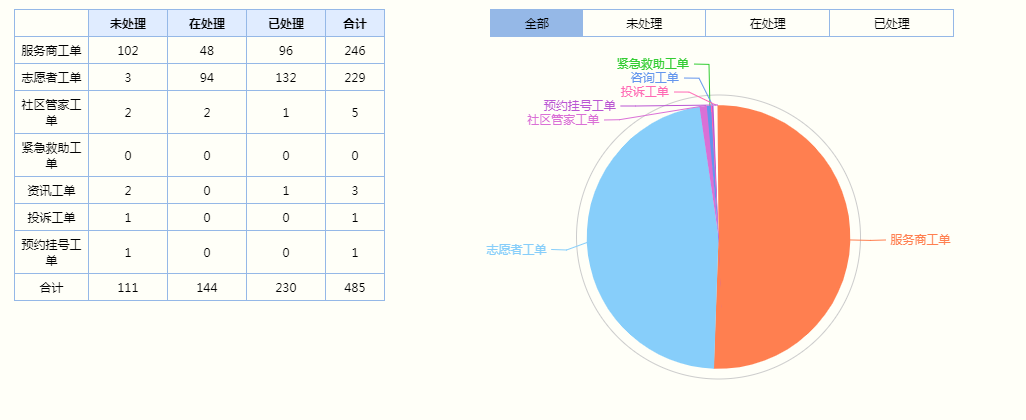 未处理 在处理 已处理 合计
服务商工单 102 48 96 246
志愿者工单 3 94 132 229
社区管家工
单 2 2 1 5
紧急救助工
单 0 0 0 0
资讯工单 2 0 1 3
投诉工单 1 0 0 1
预约挂号工
单 1 0 0 1
合计 111 144 230 485
全部 未处理 在处理 已处理
紧急救助工单
咨询工单
投诉工单
预约挂号工单
社区管家工单
志愿者工单
服务商工单